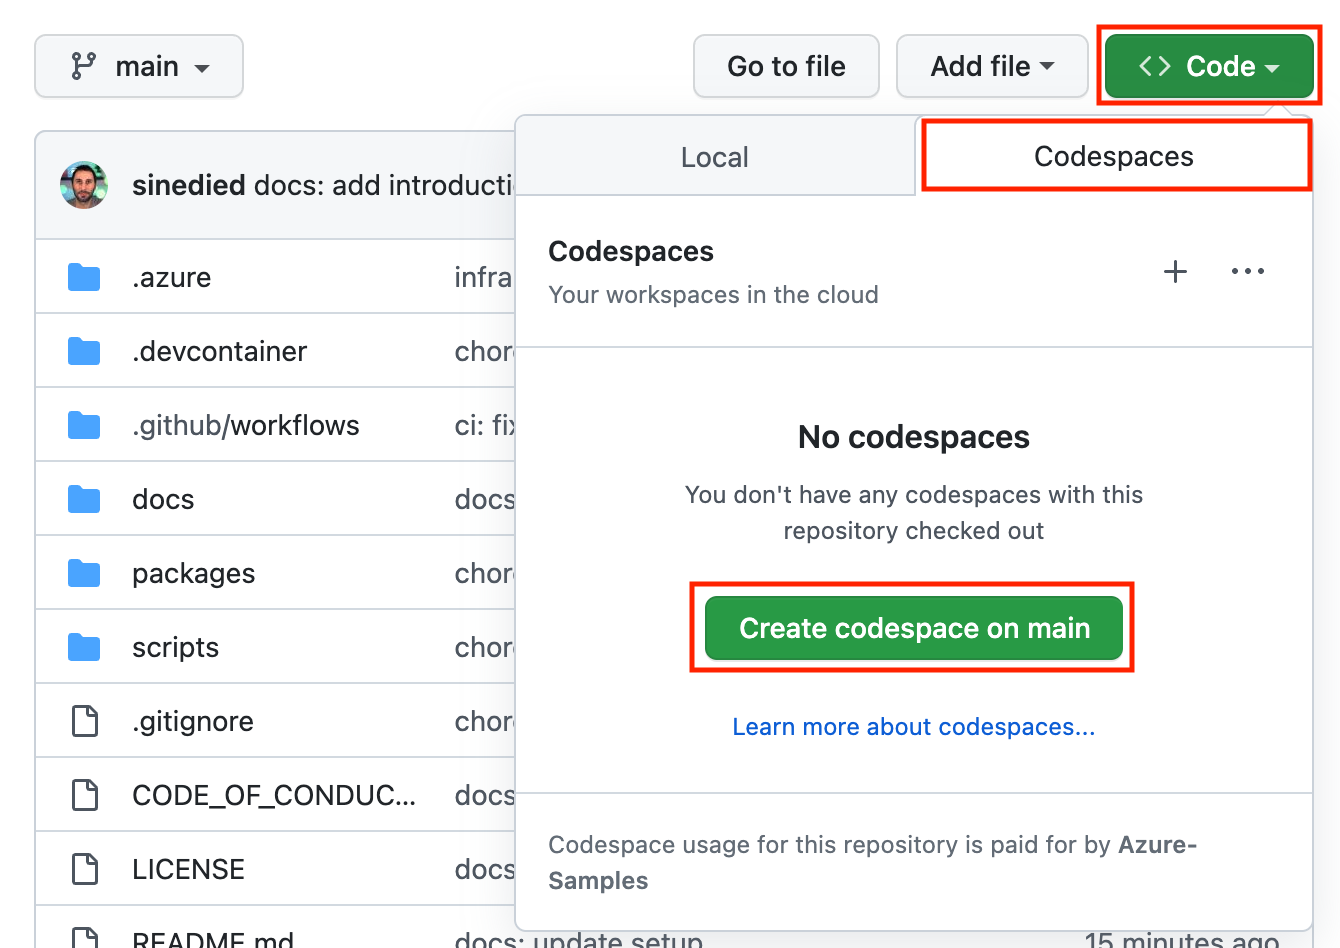 main
Go to file
Add file
Code
Local
Codespaces
sinedied docs: add introducti
Codespaces
Your workspaces in the cloud
.azure
infra
.devcontainer
chor
.github/workflows
ci: fix
docs
docs
packages
chor
scripts
chor
.gitignore
chor
CODE_OF_CONDUC...
docs
LICENSE
docs
README.md
docs: update setup
15 minutes ago
No codespaces
You don't have any codespaces with this
repository checked out
Create codespace on main
Learn more about codespaces...
Codespace usage for this repository is paid for by Azure-
Samples